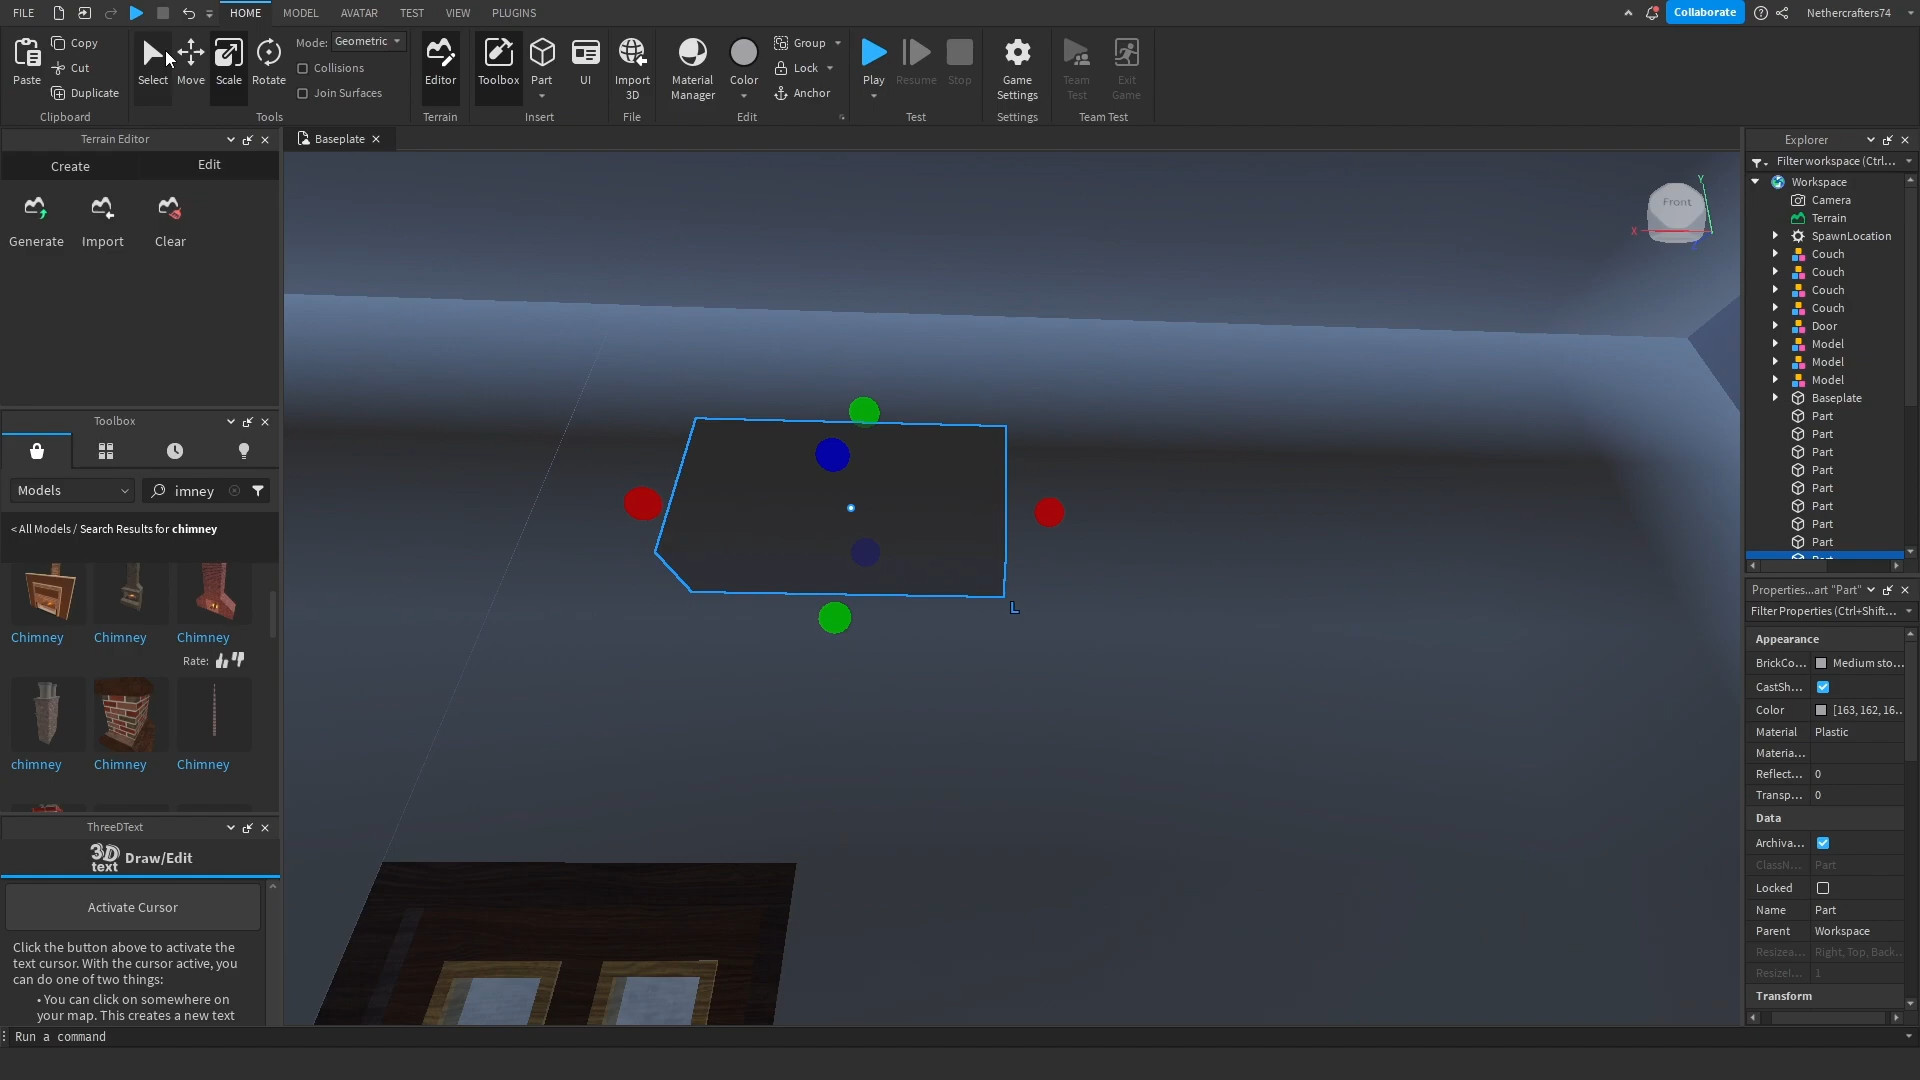 FILE HOME MODEL AVATAR TEST VIEW PLUGINS Collaborate Nethercrafters74
Paste Copy Cut Duplicate Clipboard
Select Move Scale Rotate Mode: Geometric Collisions Join Surfaces Tools
Editor Terrain
Toolbox Part UI Insert
Import 3D File
Material Manager Color Group Lock Anchor Edit
Play Resume Stop Test
Game Settings Settings
Team Test Exit Game Team Test
Terrain Editor
Create Edit
Generate Import Clear
Toolbox
Models imney
< All Models / Search Results for chimney
Chimney Chimney Chimney
Rate:
chimney Chimney Chimney
ThreeDText
3D text Draw/Edit
Activate Cursor
Click the button above to activate the
text cursor. With the cursor active, you
can do one of two things:
• You can click on somewhere on
your map. This creates a new text
Run a command
Baseplate
Front
Y
X
L
Explorer
Filter workspace (Ctrl...
Workspace
Camera
Terrain
SpawnLocation
Couch
Couch
Couch
Couch
Door
Model
Model
Model
Baseplate
Part
Part
Part
Part
Part
Part
Part
Part
Part
Properties...art "Part"
Filter Properties (Ctrl+Shift...
Appearance
BrickCo... Medium sto...
CastSh...
Color [163, 162, 16...
Material Plastic
Materia...
Reflect... 0
Transp... 0
Data
Archiva...
ClassN... Part
Locked
Name Part
Parent Workspace
Resizea... Right, Top, Back...
ResizeI... 1
Transform